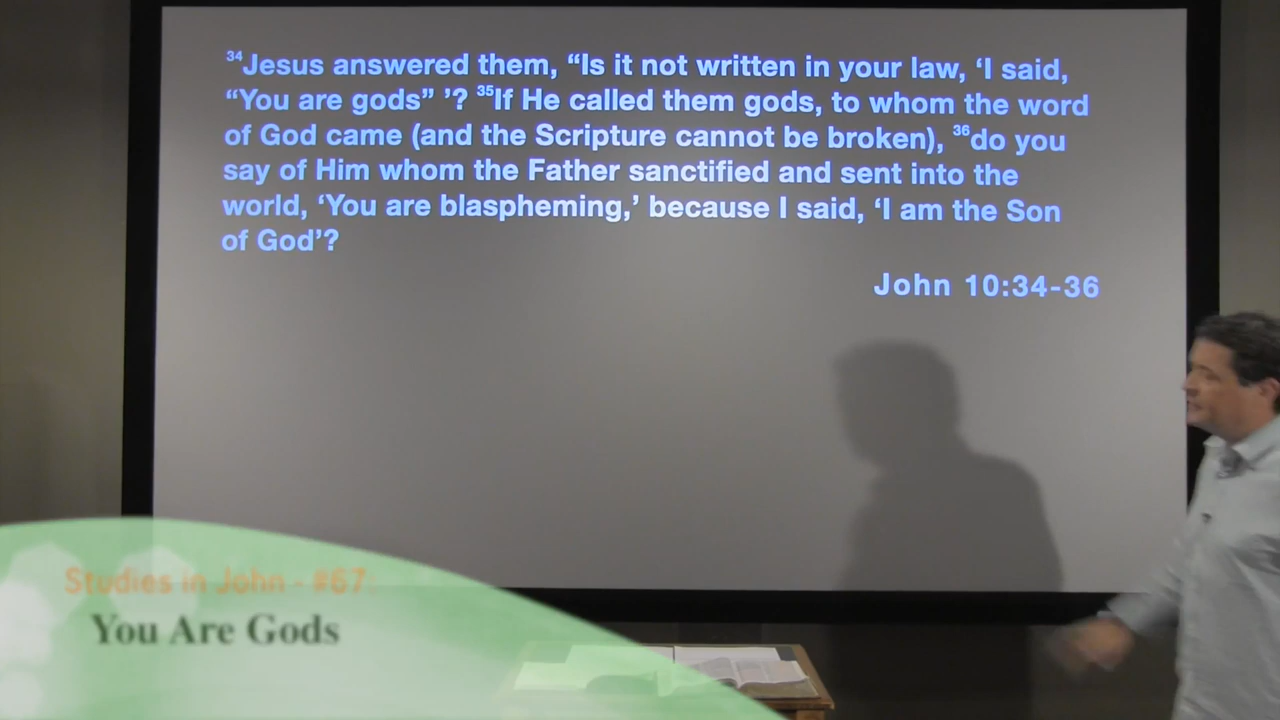 ³⁴Jesus answered them, “Is it not written in your law, ‘I said,
“You are gods” ’? ³⁵If He called them gods, to whom the word
of God came (and the Scripture cannot be broken), ³⁶do you
say of Him whom the Father sanctified and sent into the
world, ‘You are blaspheming,’ because I said, ‘I am the Son
of God’?
John 10:34-36
Studies in John - #67:
You Are Gods